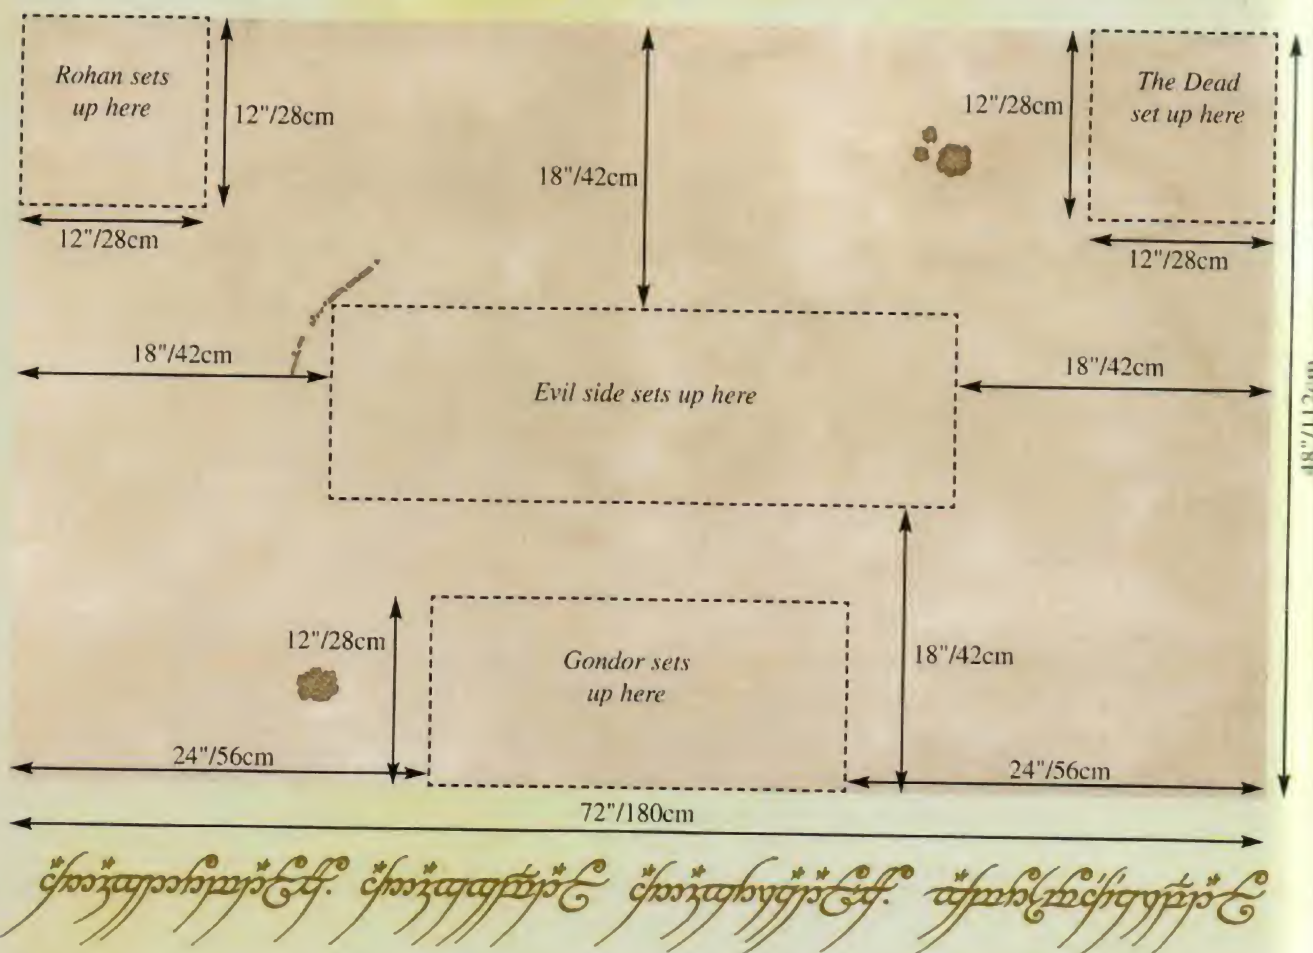 Rohan sets
up here
12"/28cm
12"/28cm
18"/42cm
12"/28cm
The Dead
set up here
12"/28cm
18"/42cm
Evil side sets up here
18"/42cm
48"/112cm
12"/28cm
Gondor sets
up here
18"/42cm
24"/56cm
24"/56cm
72"/180cm